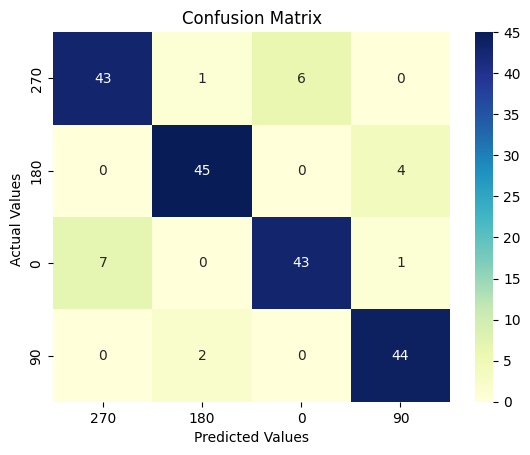 Confusion Matrix
Actual Values
270 43 1 6 0
180 0 45 0 4
0 7 0 43 1
90 0 2 0 44
270 180 0 90
Predicted Values
45
40
35
30
25
20
15
10
5
0